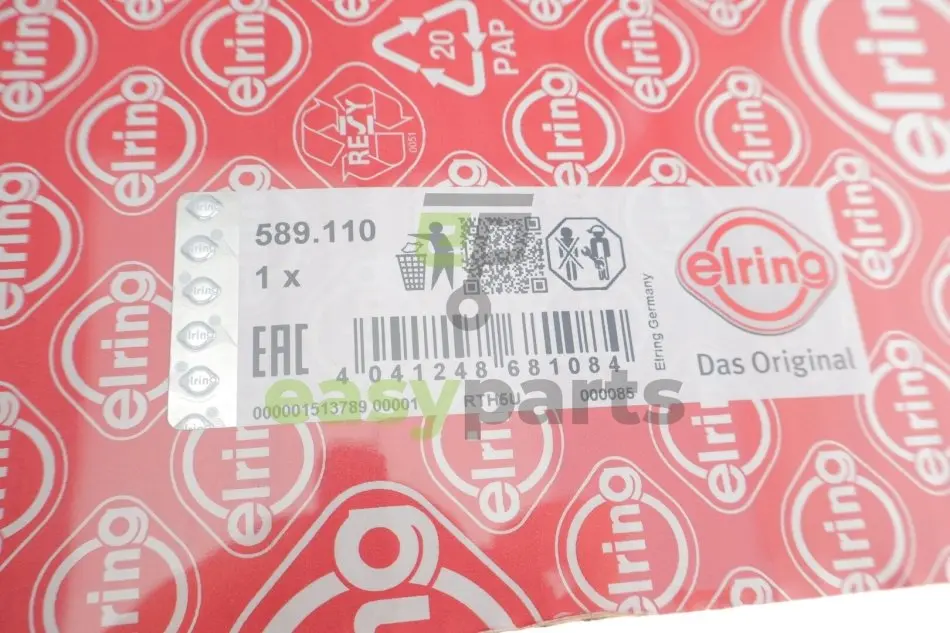 20
PAP
RESY
0051
589.110
1 x
EAC
4 041248 681084
000001513789 00001
RTH6U
000085
Elring Germany
elring
Das Original
easyparts